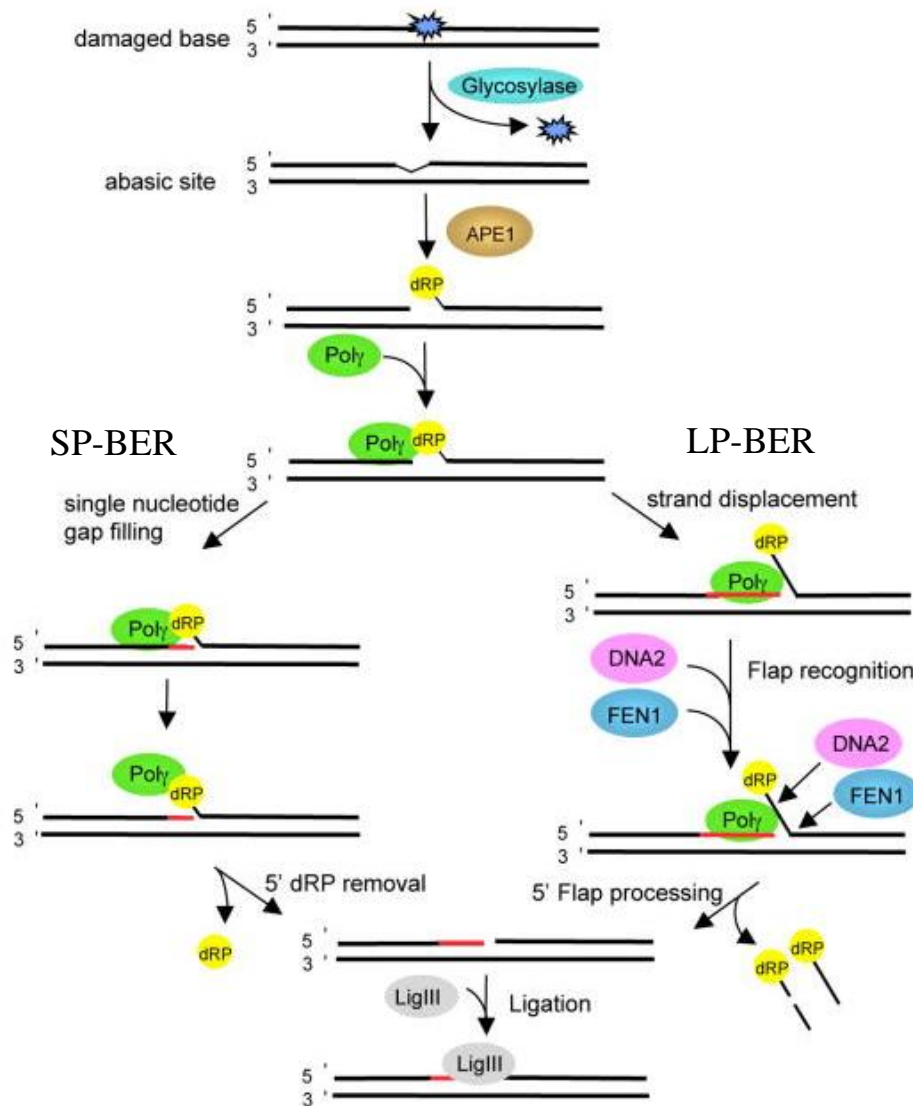 damaged base
5 '
3
Glycosylase
abasic site
5 '
3
APE1
dRP
5 '
3 '
Polγ
SP-BER
LP-BER
Polγ
dRP
5 '
3 '
single nucleotide
gap filling
strand displacement
dRP
Polγ
5 '
3 '
Polγ
dRP
5 '
3 '
DNA2
Flap recognition
FEN1
DNA2
FEN1
Polγ
dRP
5 '
3 '
dRP
Polγ
5 '
3 '
5' dRP removal
5' Flap processing
dRP
5 '
3 '
dRP
dRP
LigIII
Ligation
LigIII
5 '
3 '